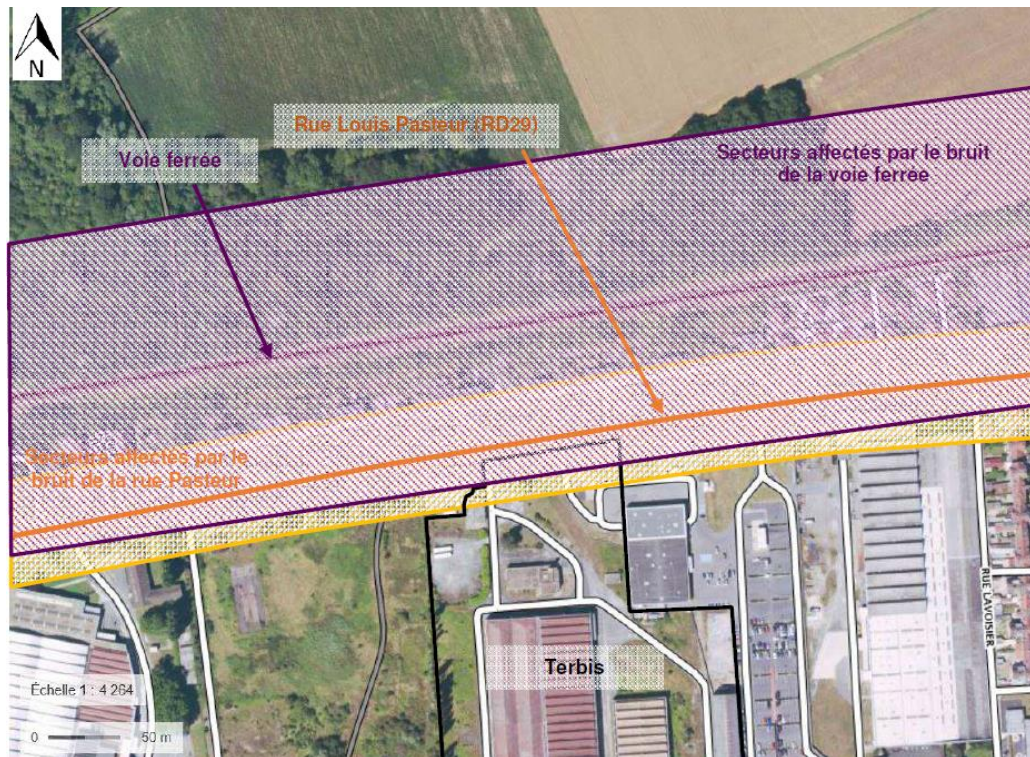 N
Rue Louis Pasteur (RD29)
Voie ferrée
Secteurs affectés par le bruit
de la voie ferrée
Secteurs affectés par le
bruit de la rue Pasteur
RUE LAVOISIER
Terbis
Échelle 1 : 4 264
0 50 m